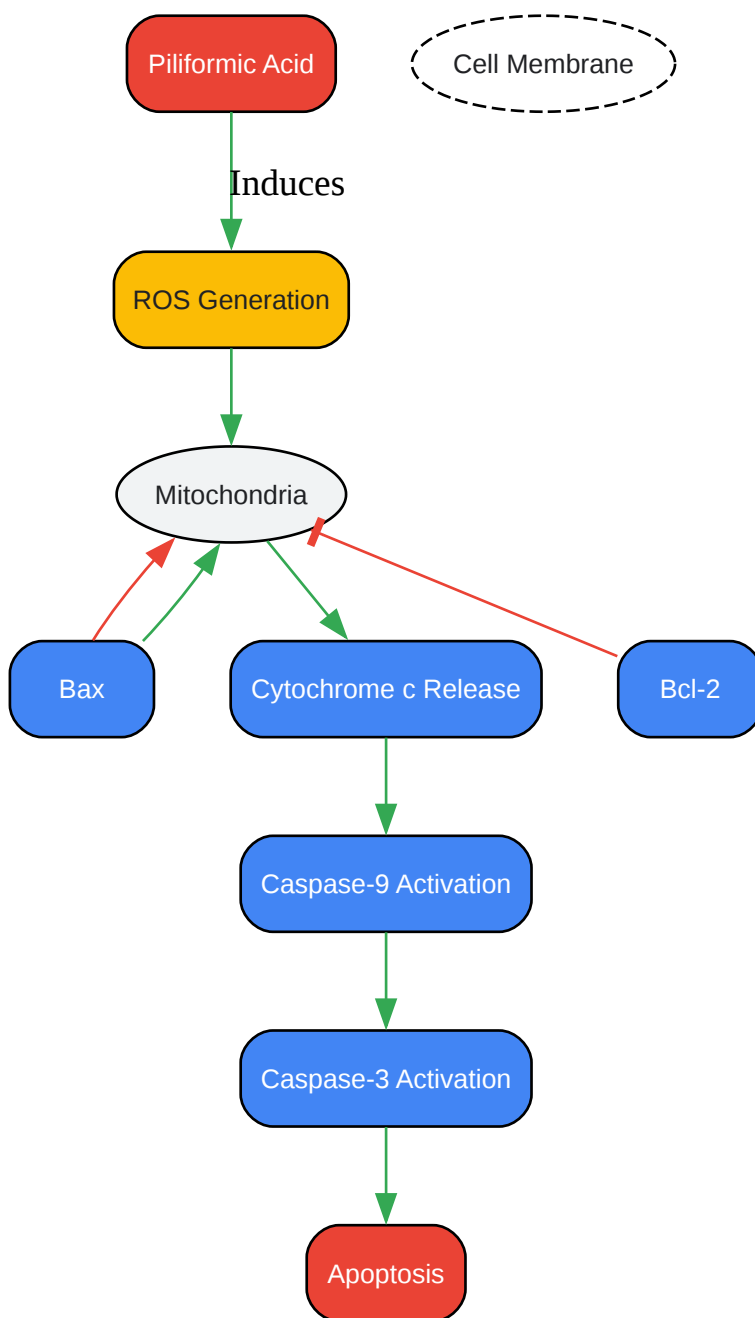 Piliformic Acid
Cell Membrane
Induces
ROS Generation
Mitochondria
Bax
Cytochrome c Release
Bcl-2
Caspase-9 Activation
Caspase-3 Activation
Apoptosis